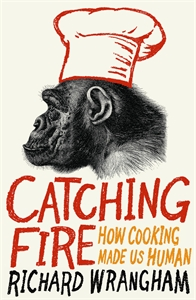 CATCHING
FIRE HOW COOKING
MADE US HUMAN
RICHARD WRANGHAM